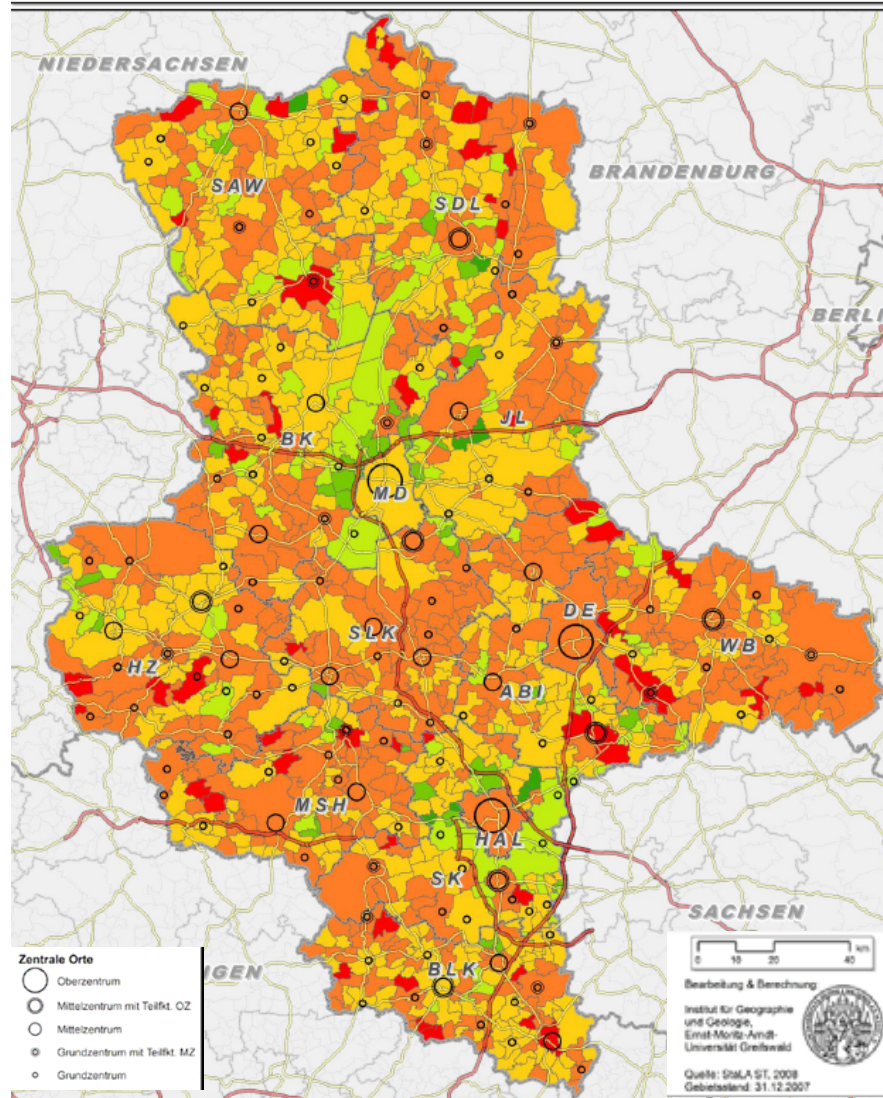 NIEDERSACHSEN
BRANDENBURG
SAW
SDL
BERLI
JL
BK
MD
DE
SLK
WB
HZ
ABI
MSH
HAL
SK
SACHSEN
NGEN
BLK
Zentrale Orte
Oberzentrum
Mittelzentrum mit Teilfkt. OZ
Mittelzentrum
Grundzentrum mit Teilfkt. MZ
Grundzentrum
km
0 10 20 40
Bearbeitung & Berechnung:
Institut für Geographie
und Geologie,
Ernst-Moritz-Arndt-
Universität Greifswald
Quelle: StaLA ST, 2008
Gebietsstand: 31.12.2007